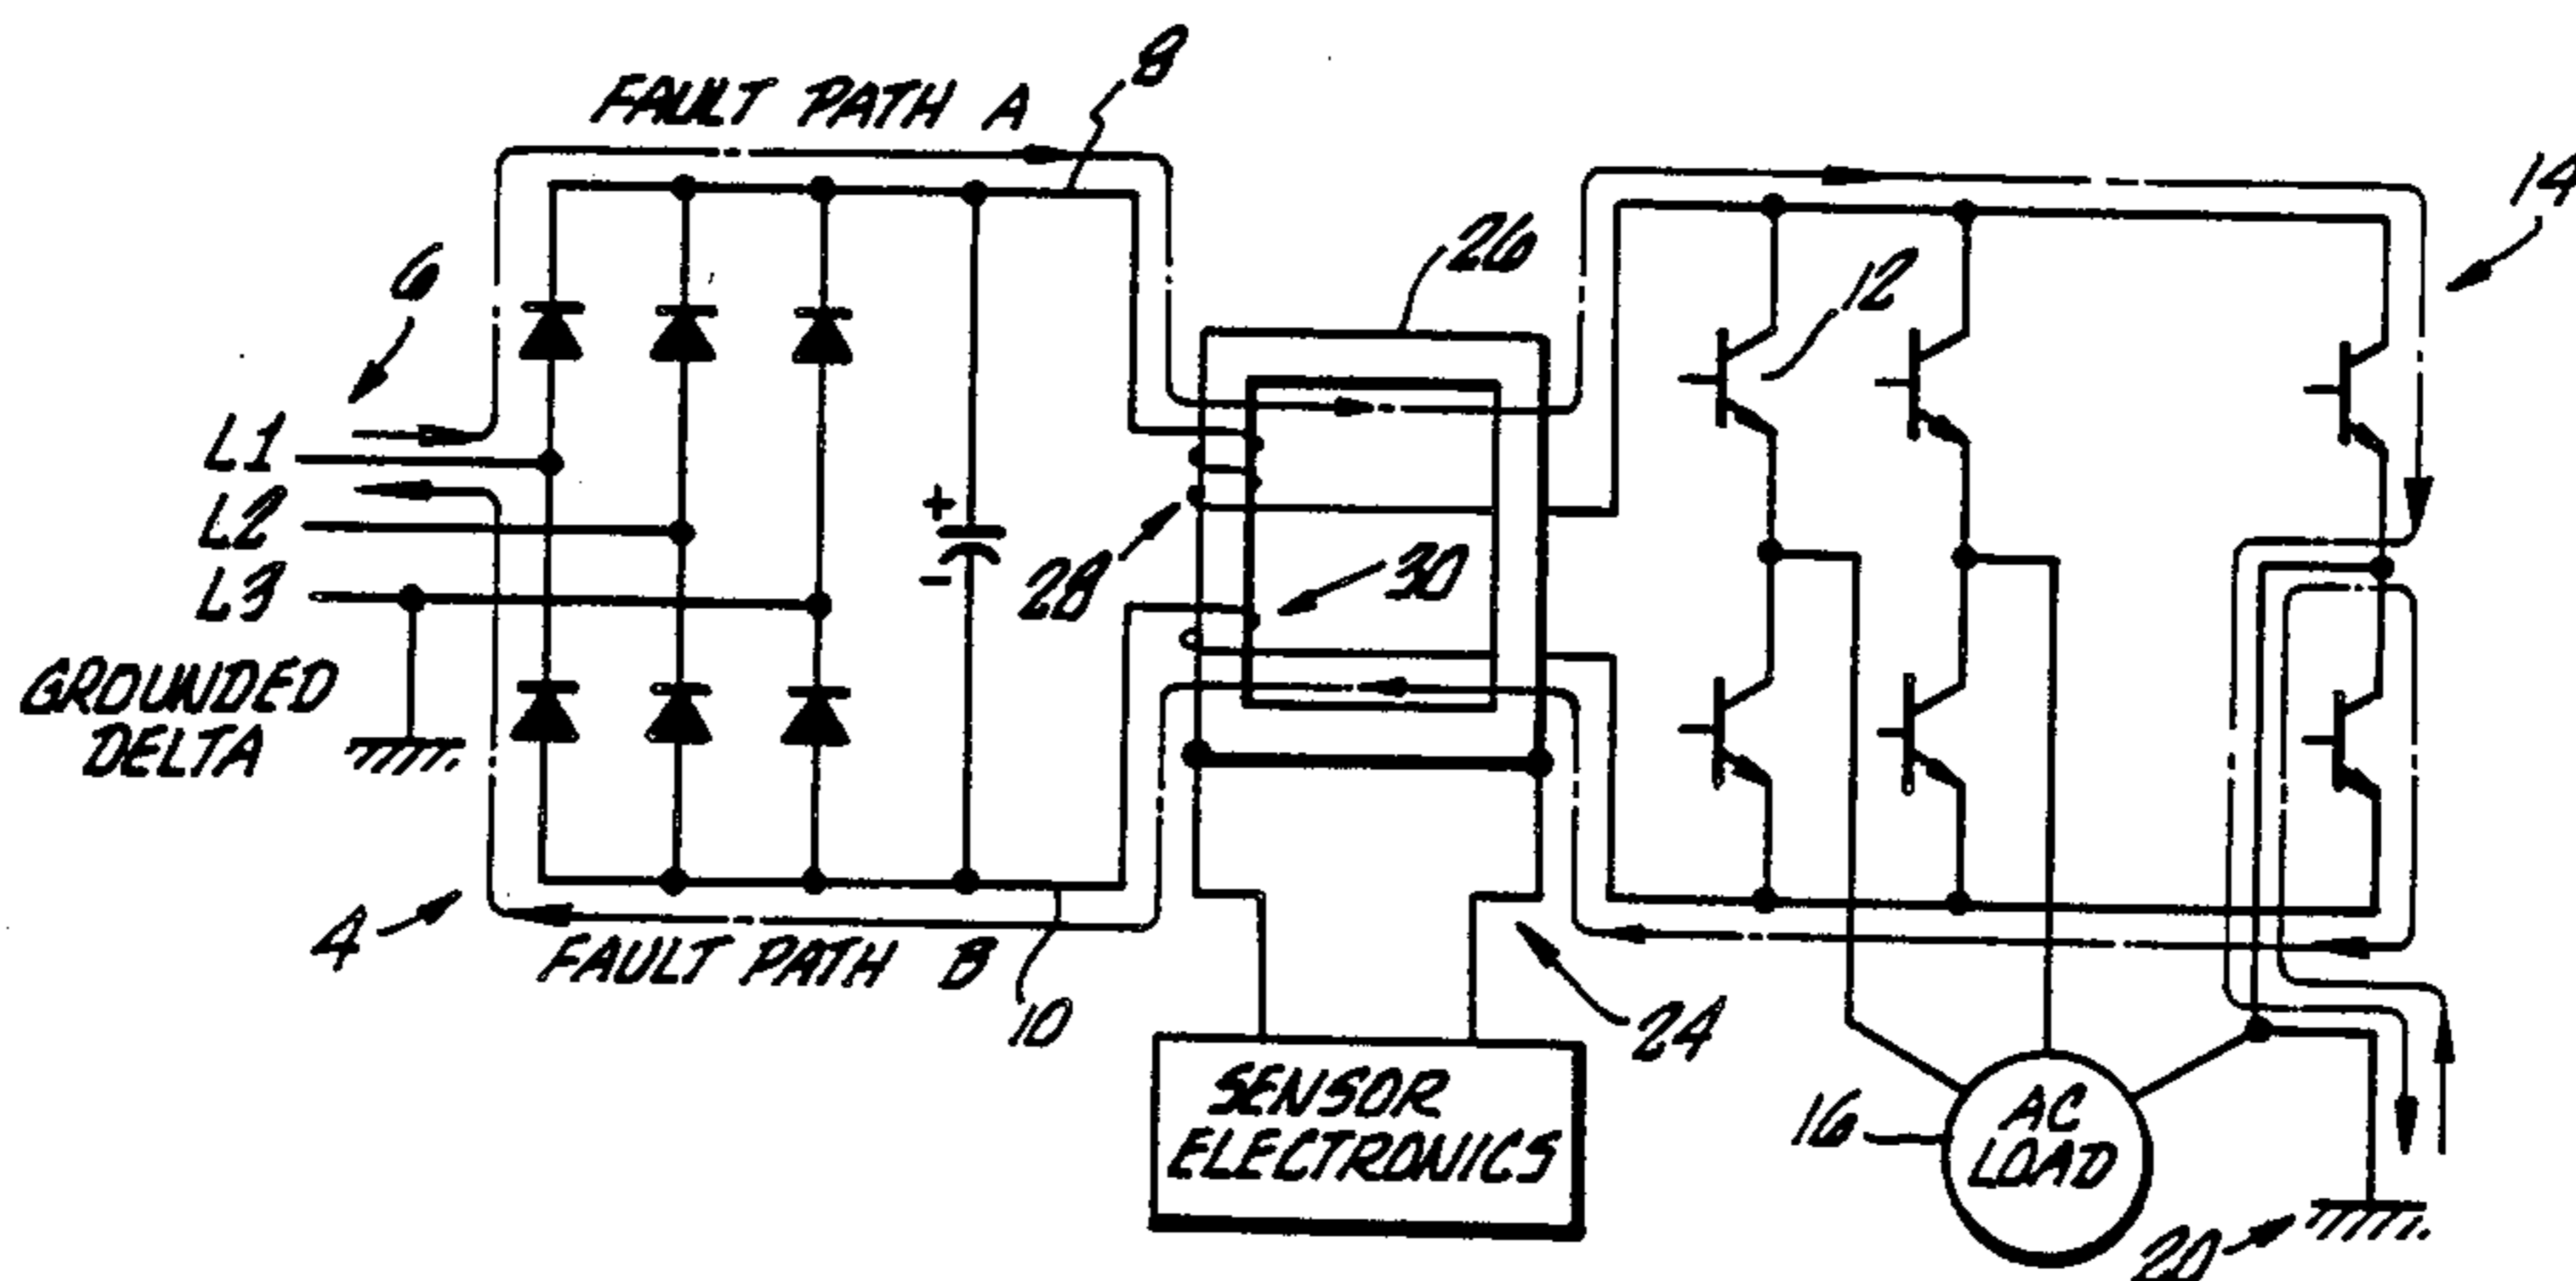 FAULT PATH A
8
14
6
26
12
L1
L2
L3
+
-
28
30
GROUNDED
DELTA
4
FAULT PATH B
10
24
SENSOR
ELECTRONICS
16
AC
LOAD
20